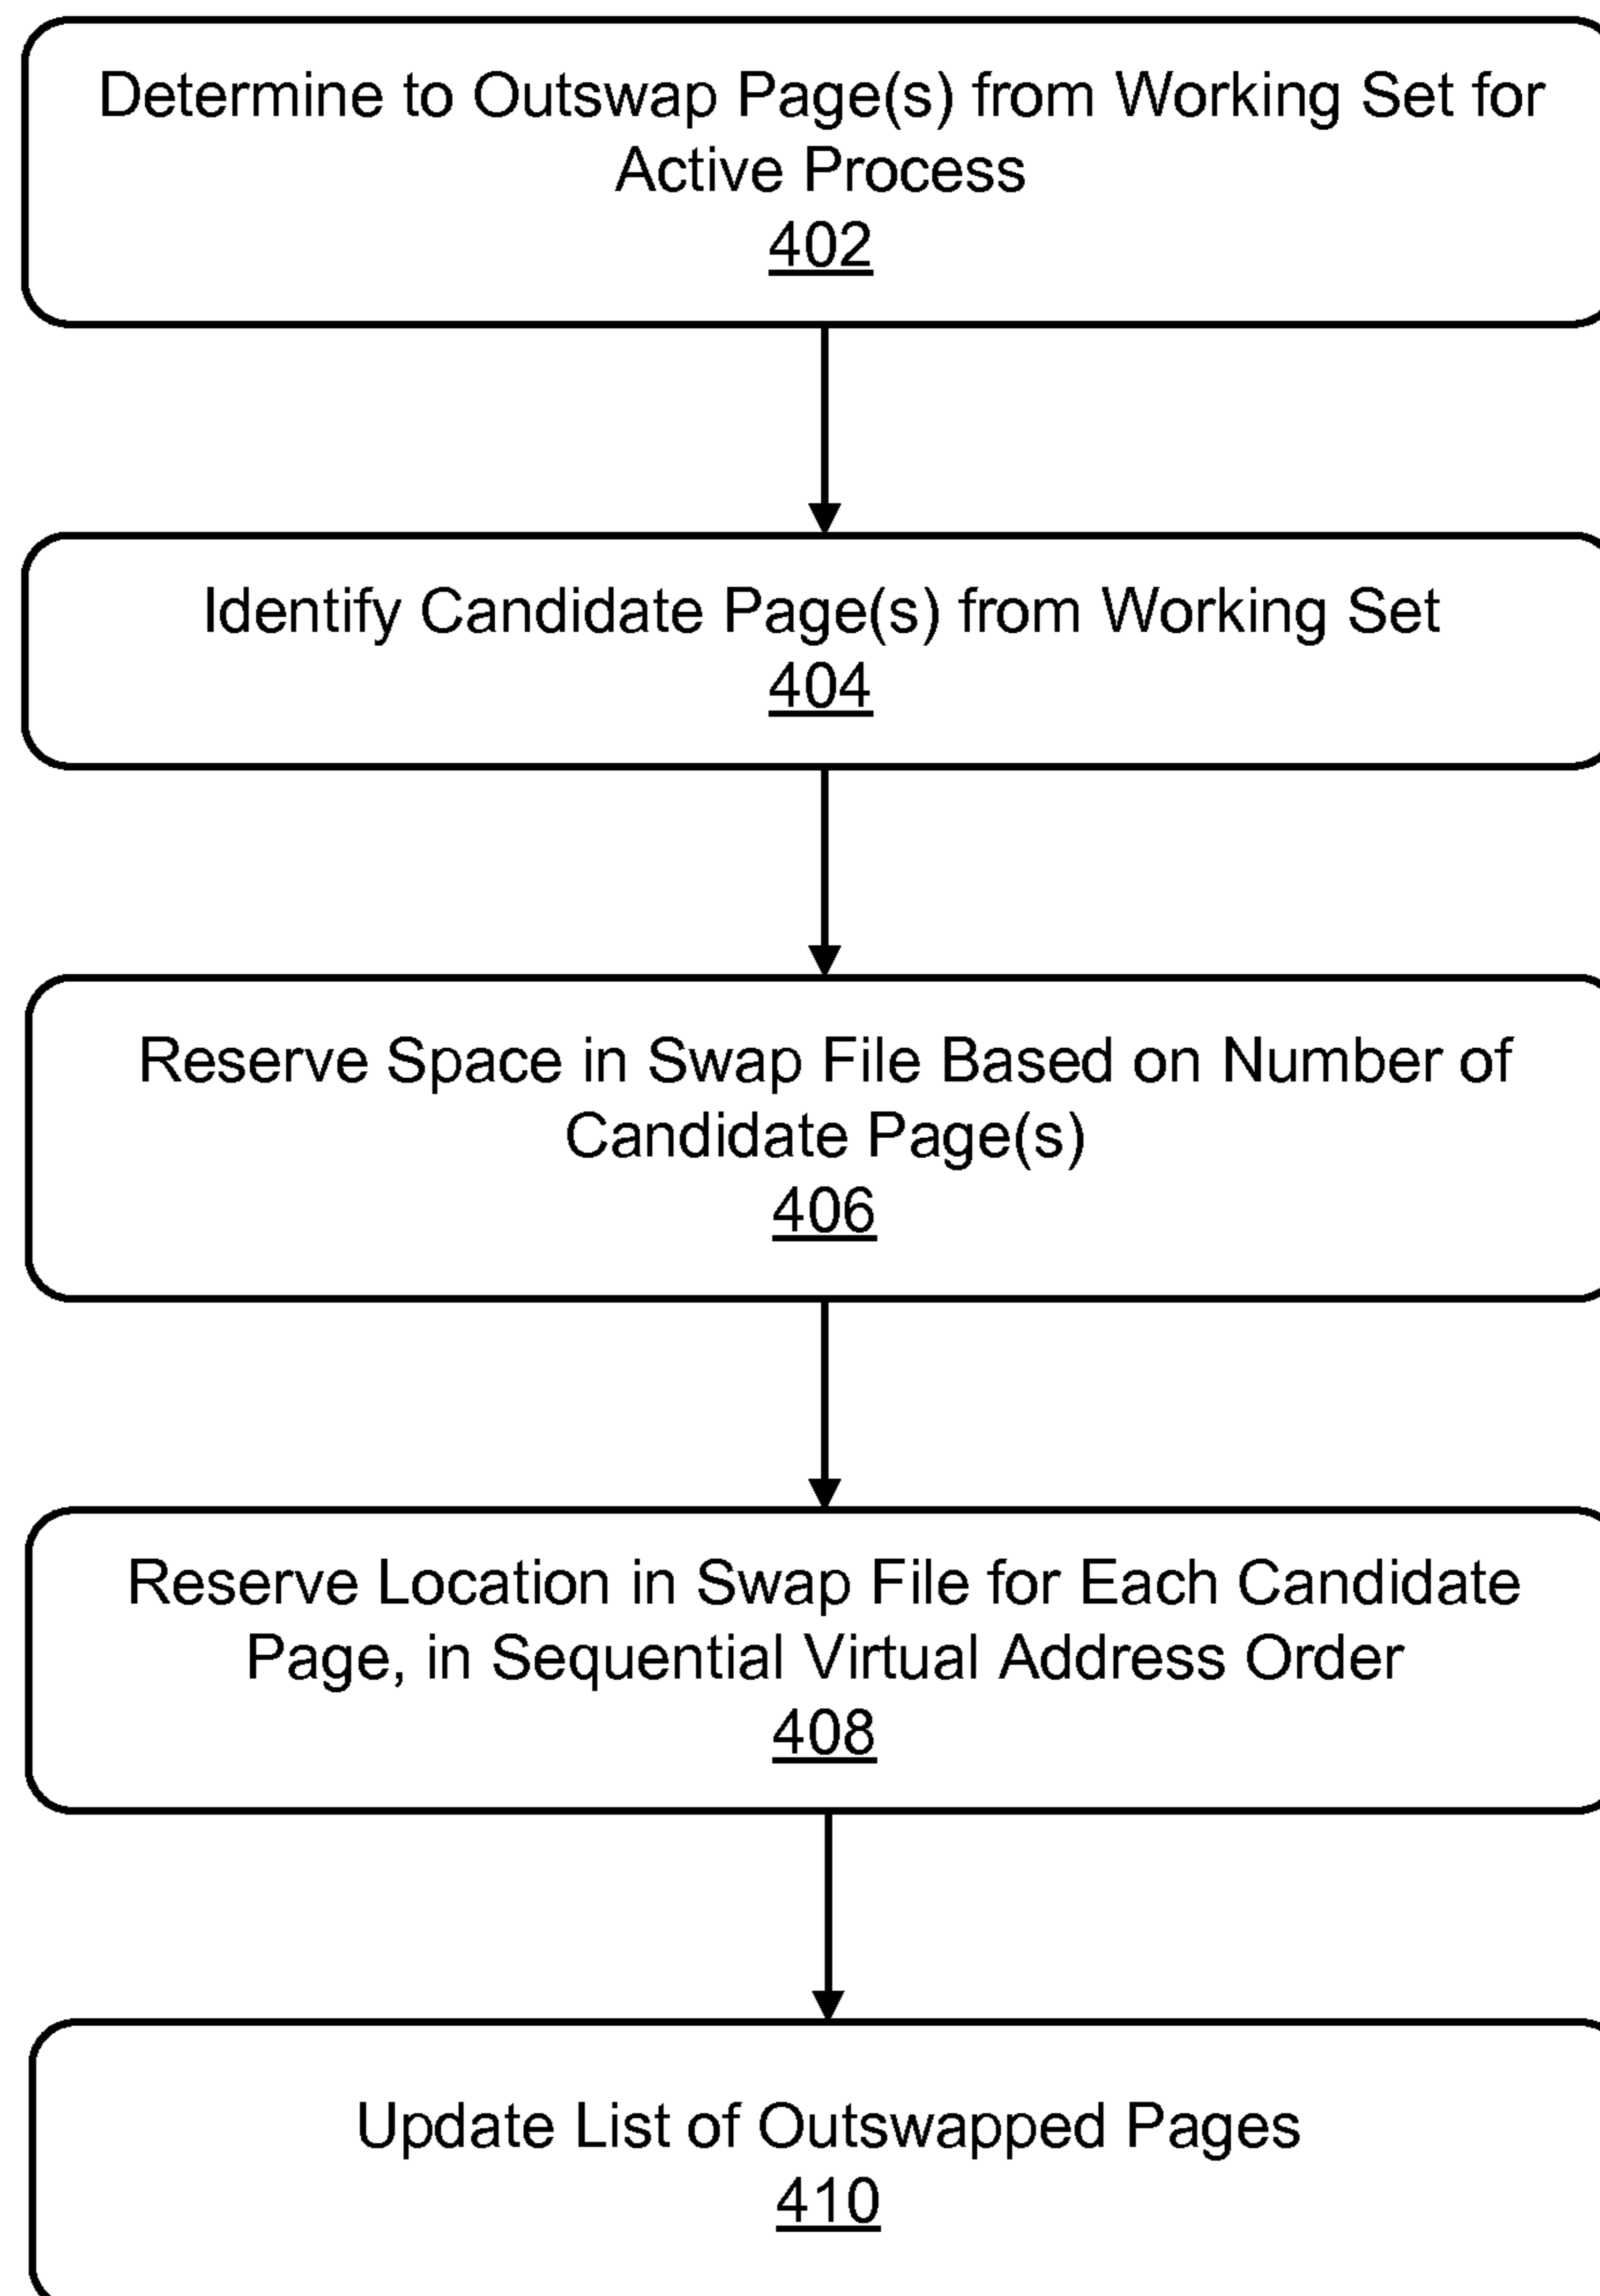 Determine to Outswap Page(s) from Working Set for
Active Process
402
Identify Candidate Page(s) from Working Set
404
Reserve Space in Swap File Based on Number of
Candidate Page(s)
406
Reserve Location in Swap File for Each Candidate
Page, in Sequential Virtual Address Order
408
Update List of Outswapped Pages
410